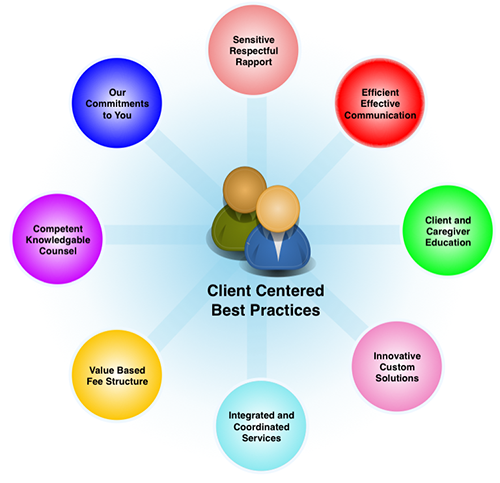 Sensitive
Respectful
Rapport
Efficient
Effective
Communication
Client and
Caregiver
Education
Innovative
Custom
Solutions
Integrated and
Coordinated
Services
Value Based
Fee Structure
Competent
Knowledgable
Counsel
Our
Commitments
to You
Client Centered
Best Practices